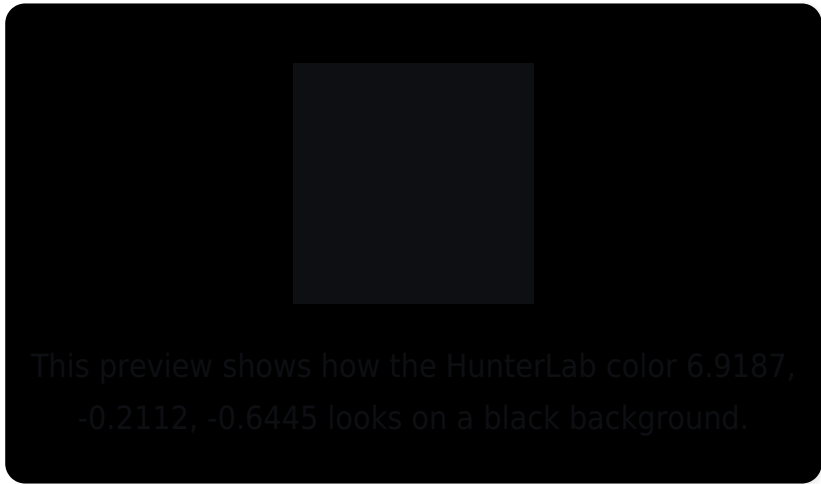 This preview shows how the HunterLab color 6.9187,
-0.2112, -0.6445 looks on a black background.